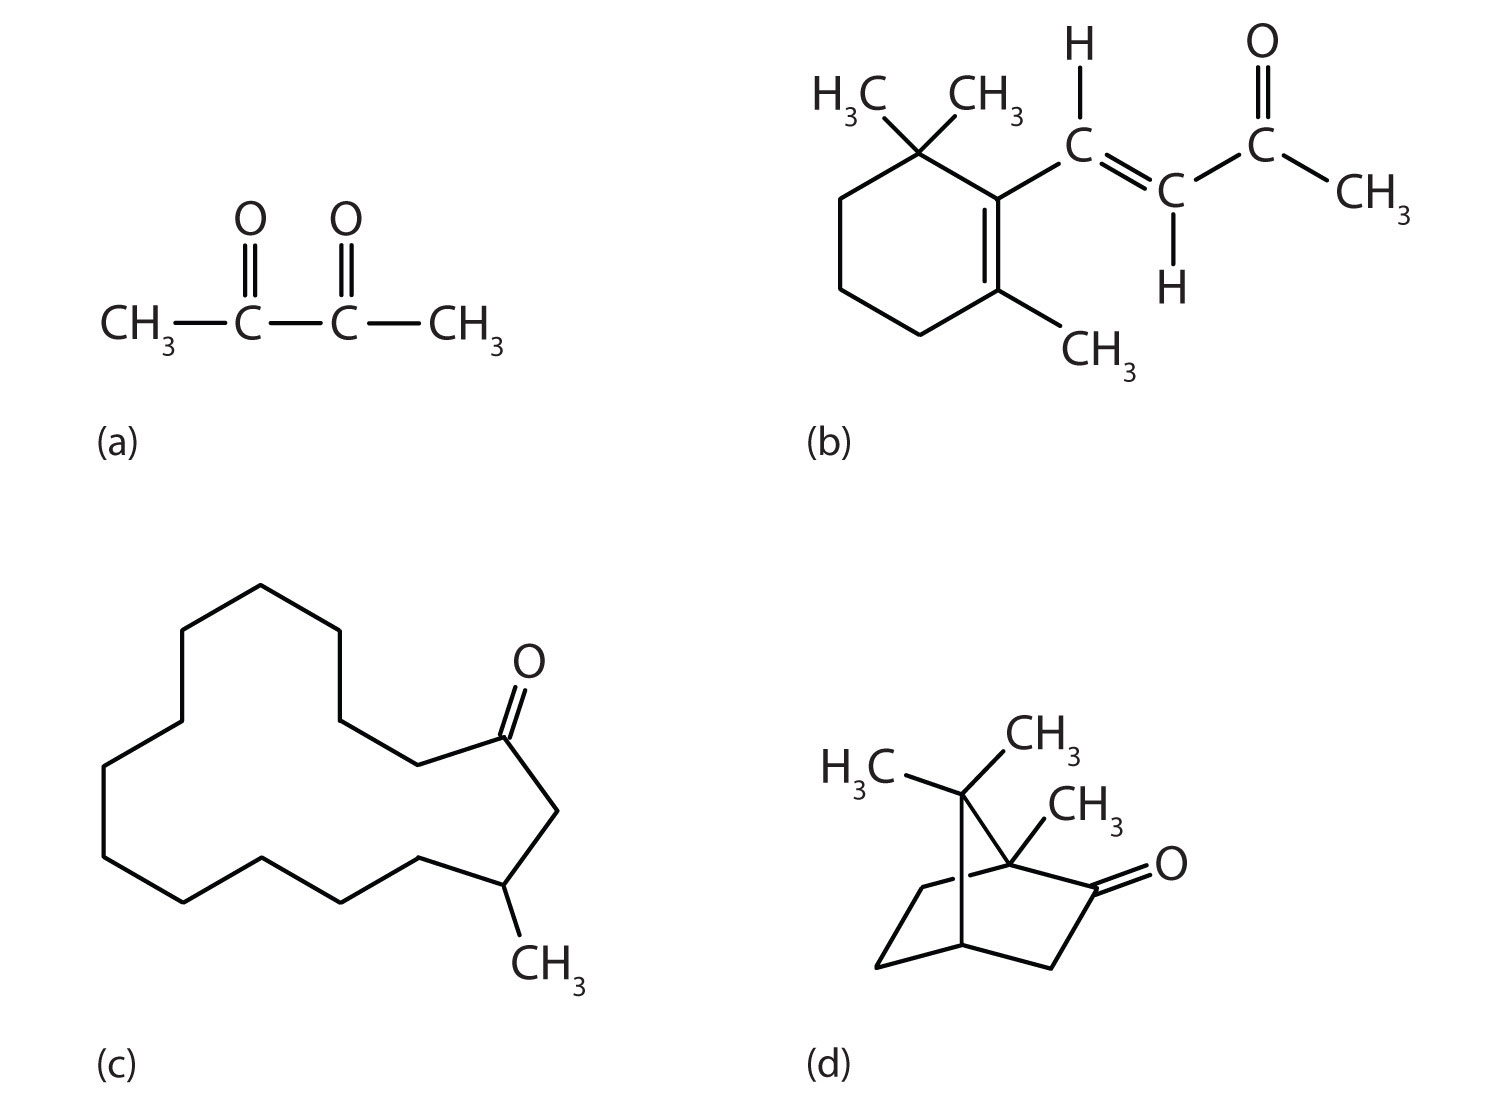 H
O
H₃C CH₃
C C
C CH₃
O O
H
CH₃ C C CH₃
CH₃
(a) (b)
O
CH₃
H₃C
CH₃
O
CH₃
(c) (d)